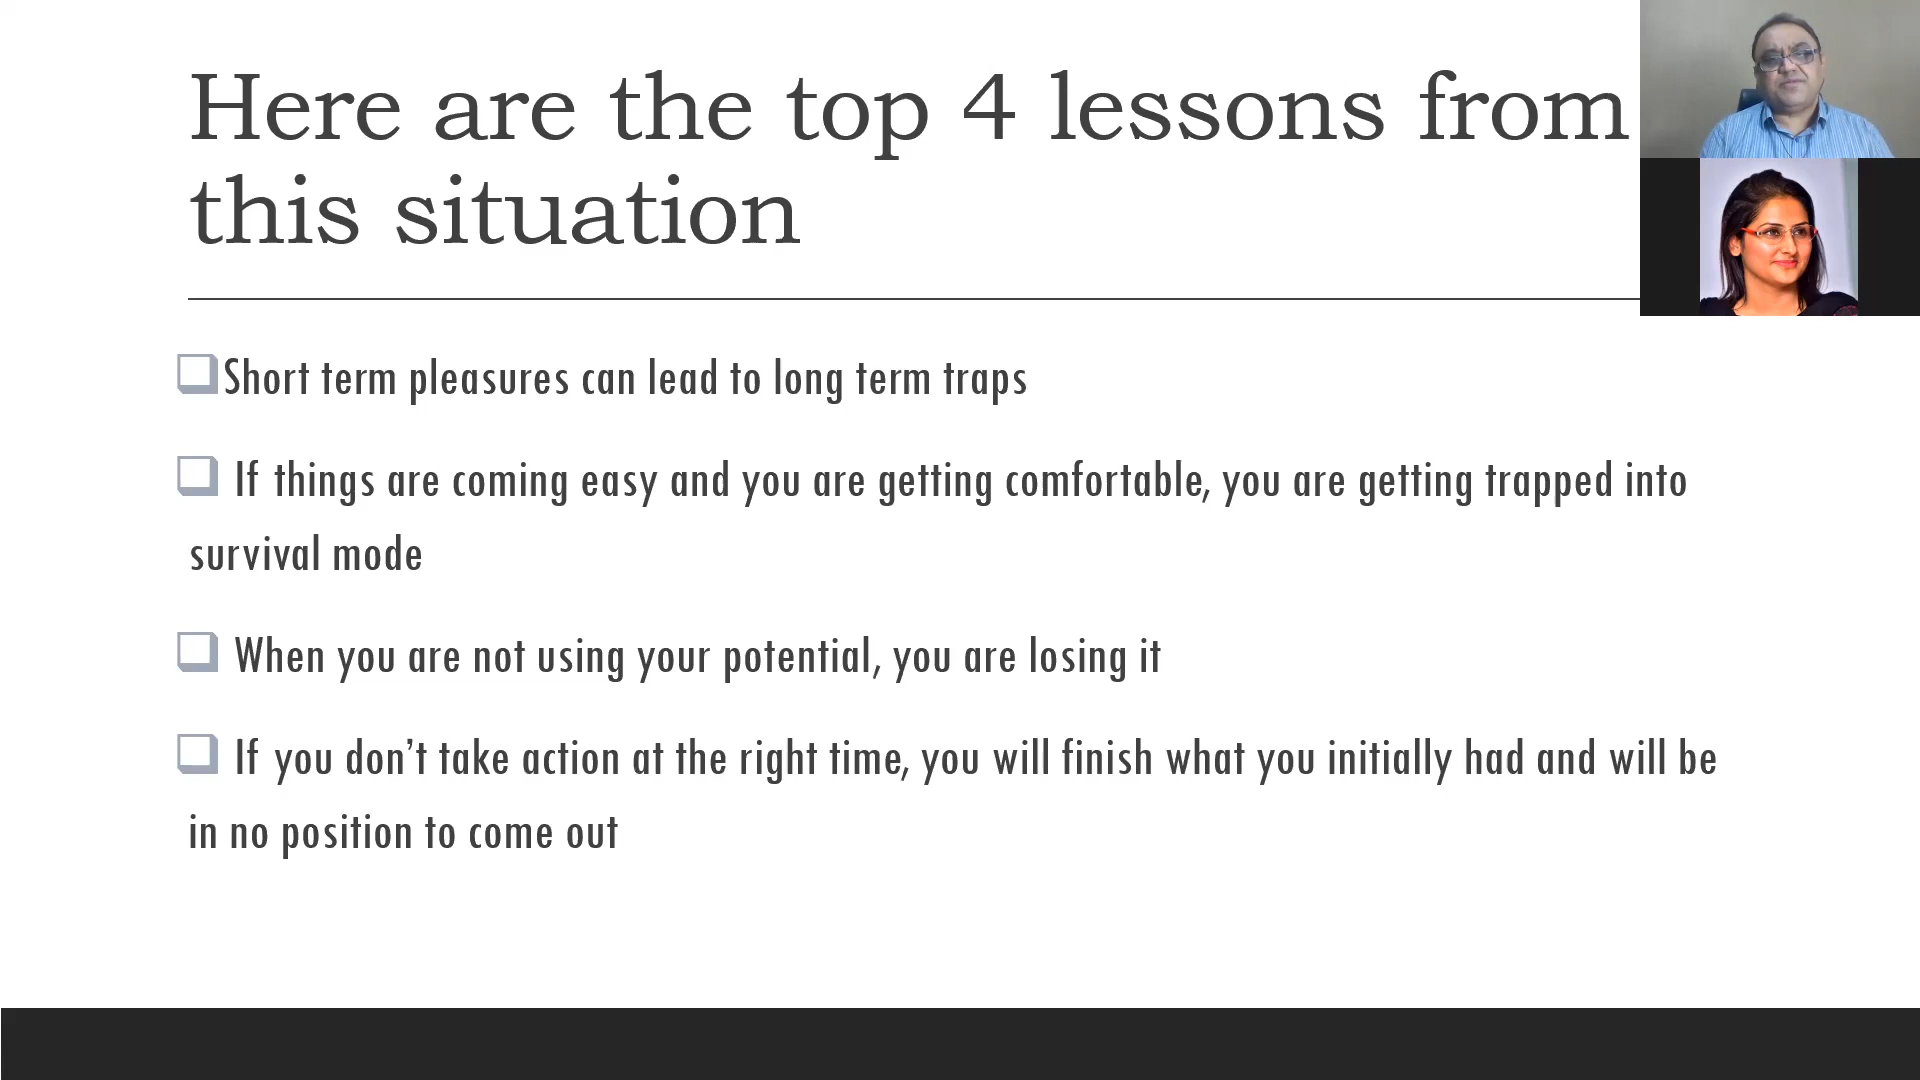 Here are the top 4 lessons from
this situation
Short term pleasures can lead to long term traps
If things are coming easy and you are getting comfortable, you are getting trapped into
survival mode
When you are not using your potential, you are losing it
If you don’t take action at the right time, you will finish what you initially had and will be
in no position to come out